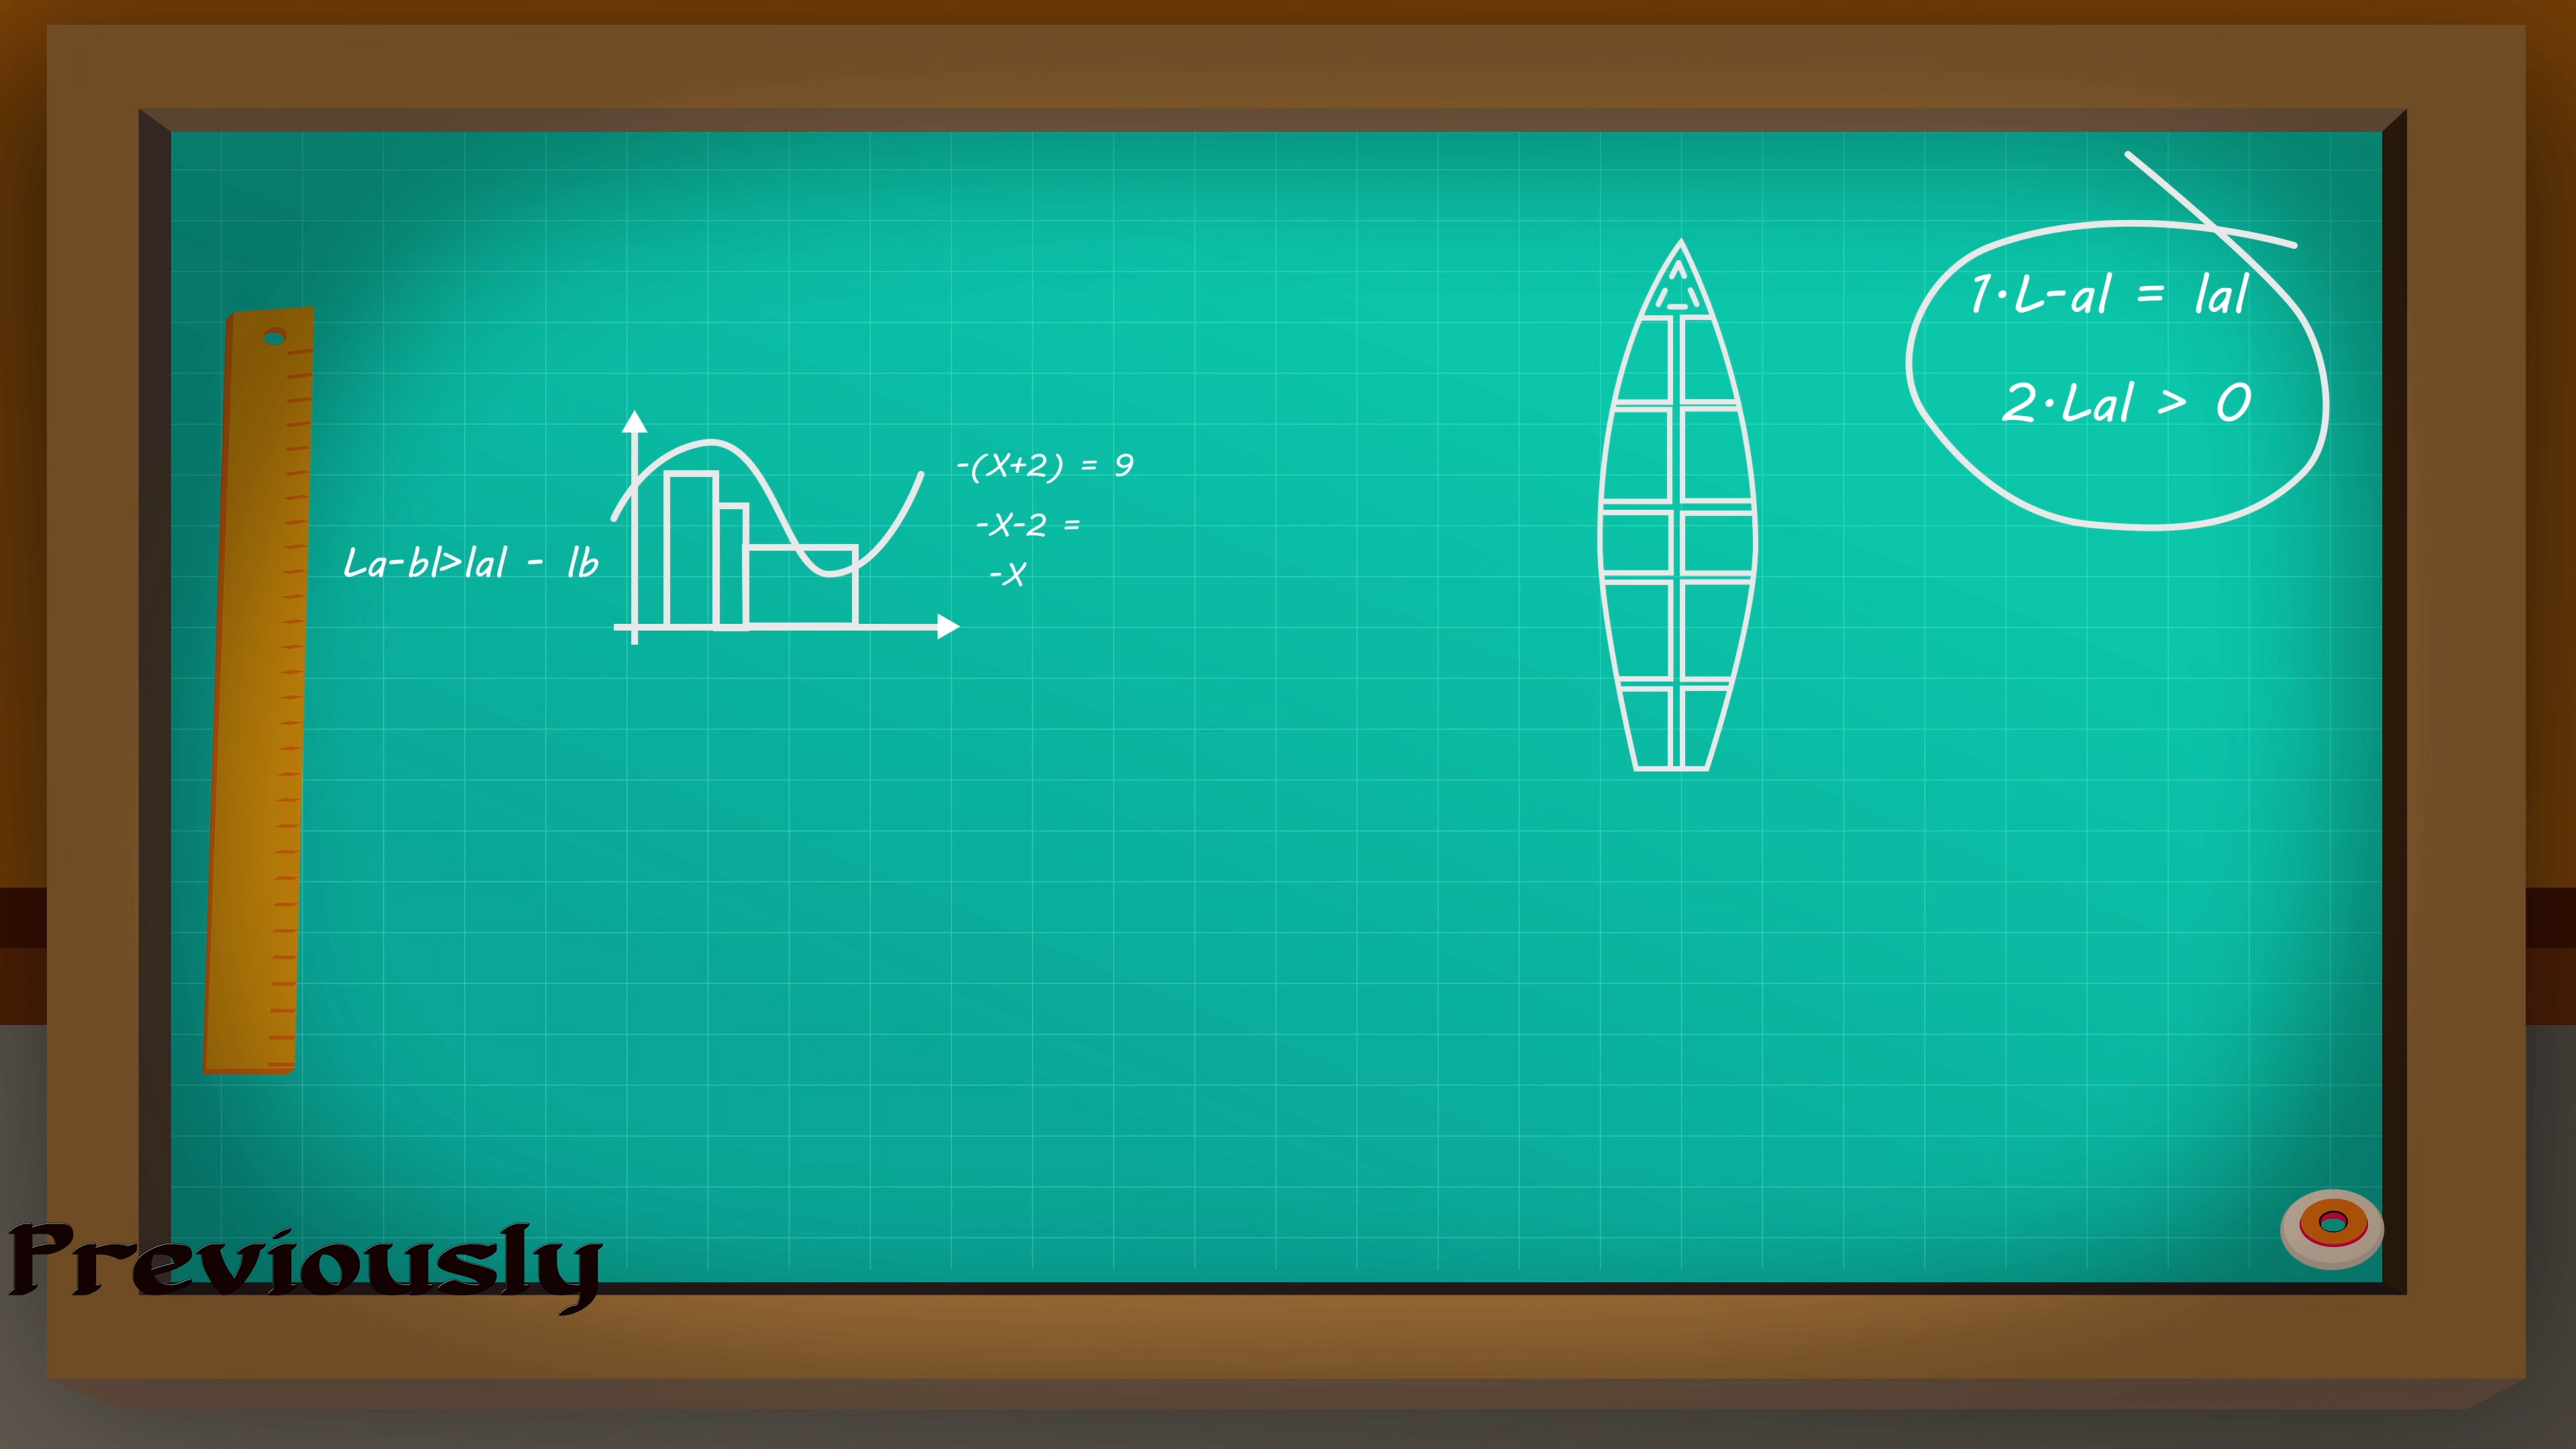 1·L-al = lal
2·Lal > 0
-(X+2) = 9
-X-2 =
-X
La-bl>lal - lb
Previously